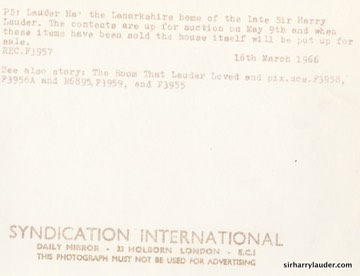 PS: Lauder Ha' the Lanarkshire home of the late Sir Harry
Lauder. The contents are up for auction on May 9th and when
these items have been sold the house itself will be put up for
sale.
REC.F3957
16th March 1966
See also story: The Room That Lauder Loved and pix.nos.F3958,
F3956A and H6595,F3959, and F3955
SYNDICATION INTERNATIONAL
DAILY MIRROR - 33 HOLBORN LONDON - E.C.1
THIS PHOTOGRAPH MUST NOT BE USED FOR ADVERTISING
sirharrylauder.com